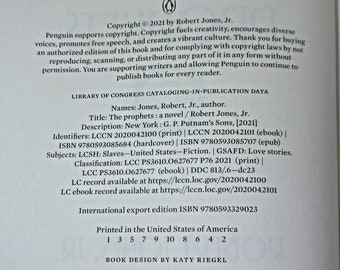 Copyright © 2021 by Robert Jones, Jr.
Penguin supports copyright. Copyright fuels creativity, encourages diverse
voices, promotes free speech, and creates a vibrant culture. Thank you for buying
an authorized edition of this book and for complying with copyright laws by not
reproducing, scanning, or distributing any part of it in any form without
permission. You are supporting writers and allowing Penguin to continue to
publish books for every reader.
LIBRARY OF CONGRESS CATALOGING-IN-PUBLICATION DATA
Names: Jones, Robert, Jr., author.
Title: The prophets : a novel / Robert Jones, Jr.
Description: New York : G. P. Putnam's Sons, [2021]
Identifiers: LCCN 2020042100 (print) | LCCN 2020042101 (ebook) |
ISBN 9780593085684 (hardcover) | ISBN 9780593085707 (epub)
Subjects: LCSH: Slaves—United States—Fiction. | GSAFD: Love stories.
Classification: LCC PS3610.O627677 P76 2021 (print) |
LCC PS3610.O627677 (ebook) | DDC 813/.6—dc23
LC record available at https://lccn.loc.gov/2020042100
LC ebook record available at https://lccn.loc.gov/2020042101
International export edition ISBN 9780593329023
Printed in the United States of America
1 3 5 7 9 10 8 6 4 2
BOOK DESIGN BY KATY RIEGEL